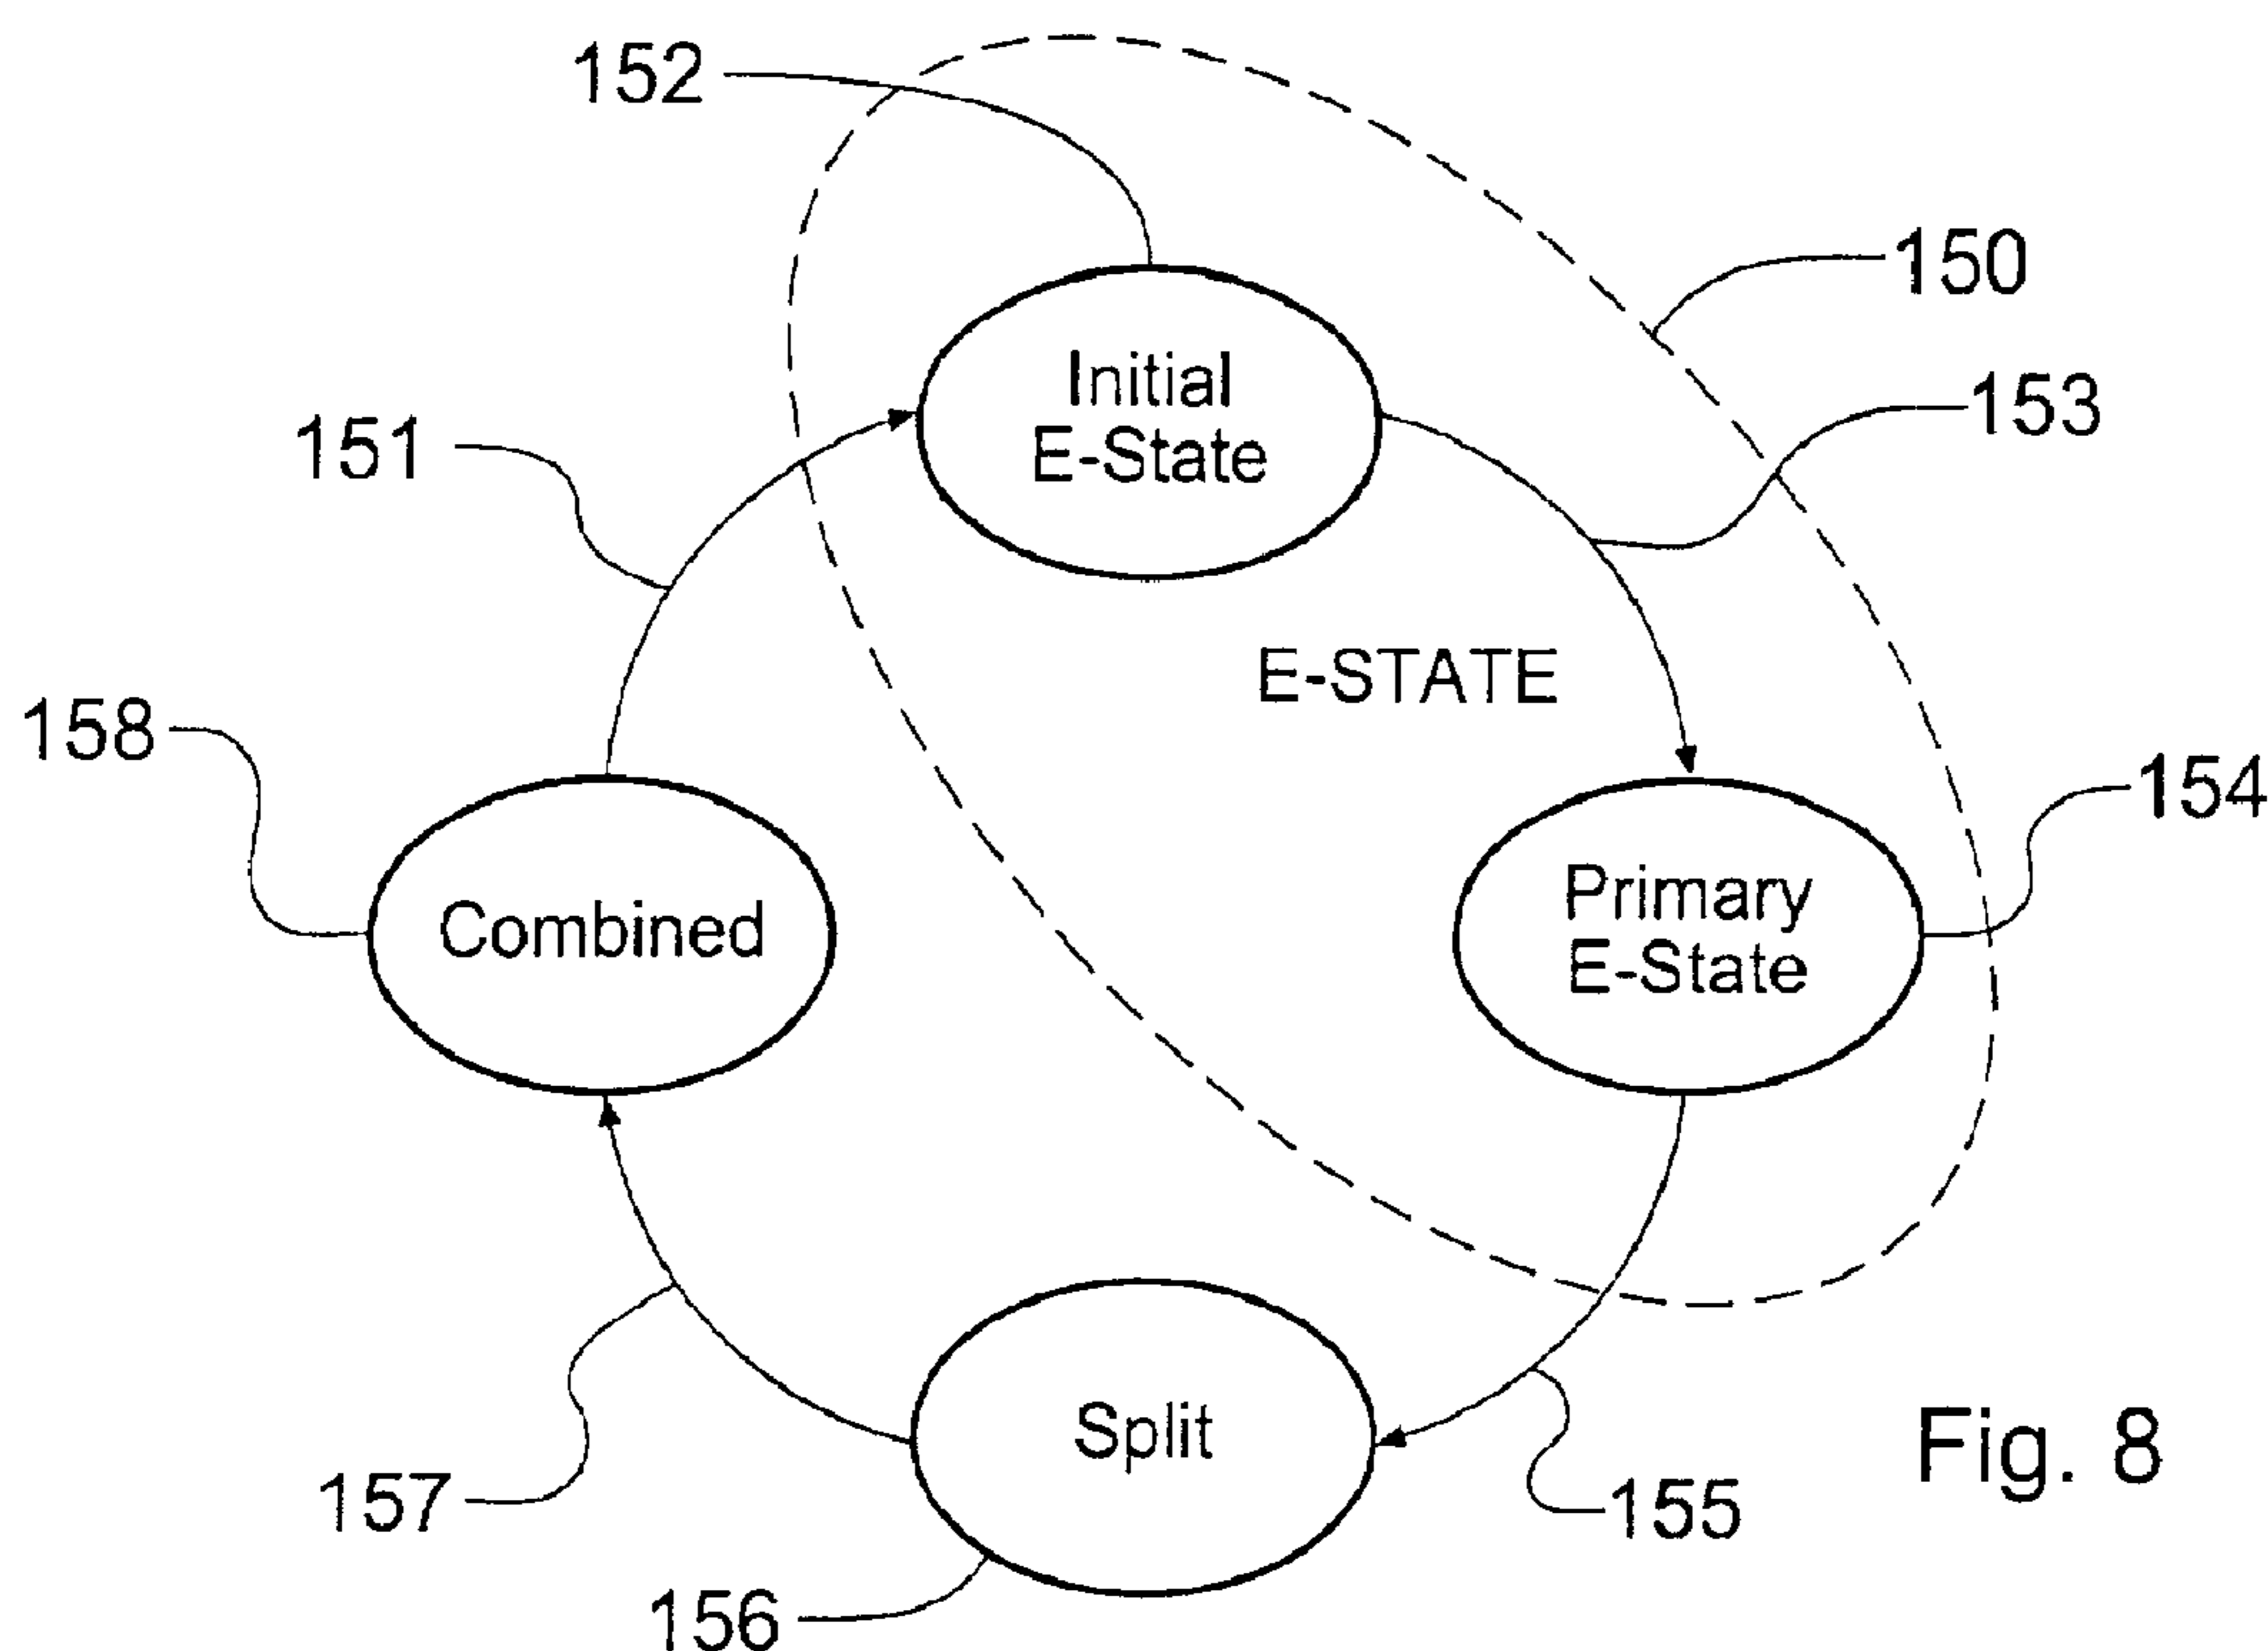 152
150
Initial
E-State
153
151
E-STATE
158
154
Primary
E-State
Combined
Split
Fig. 8
157
155
156